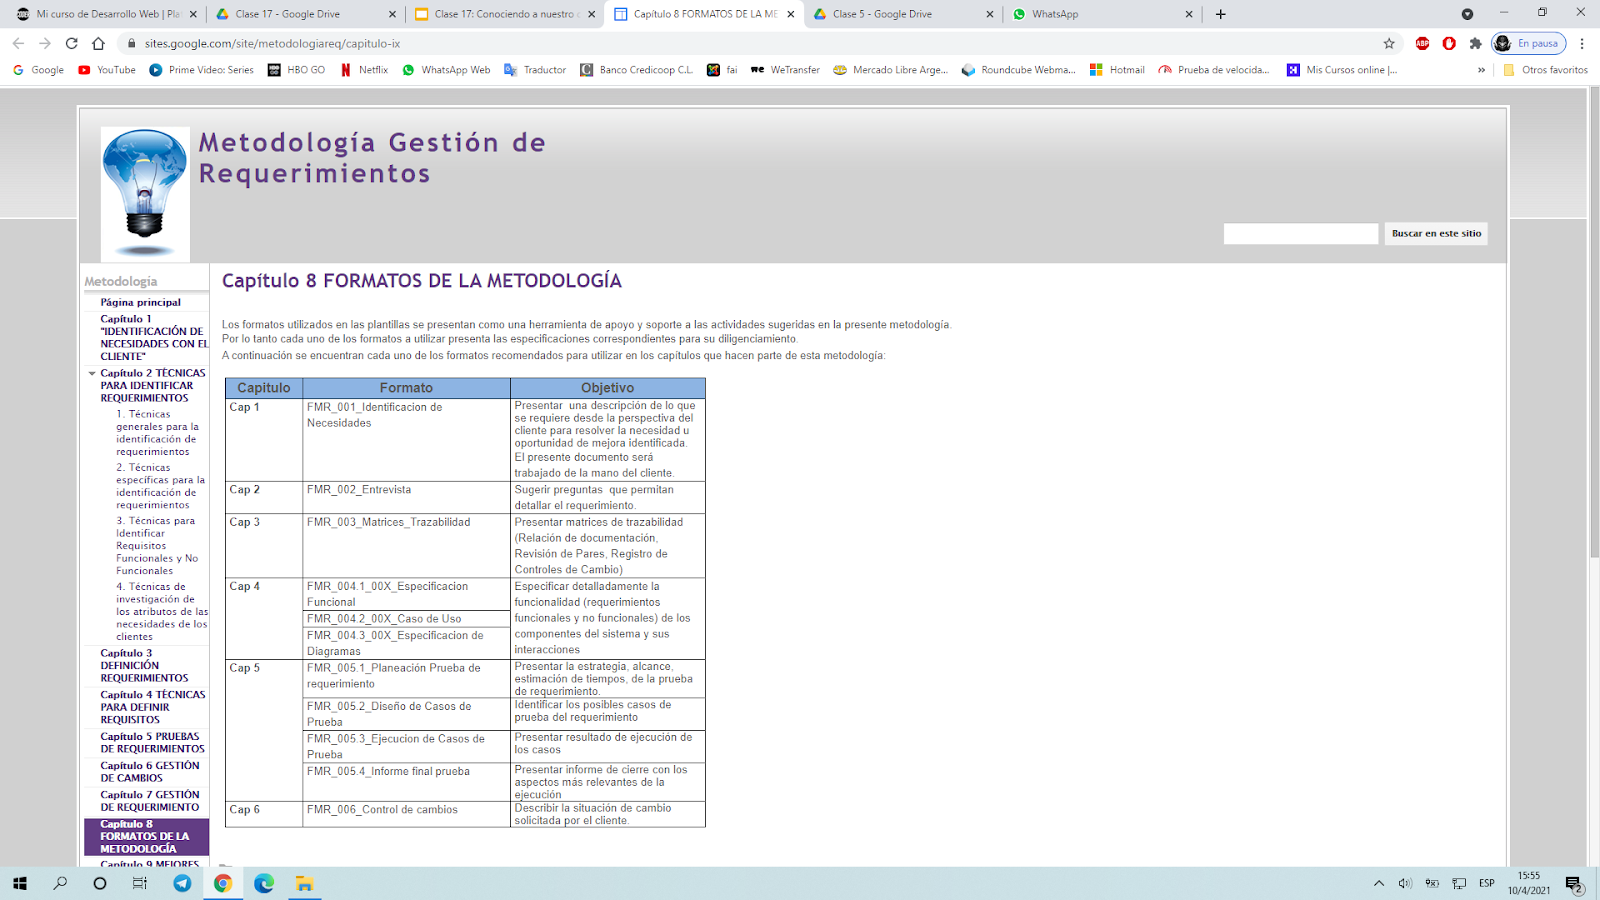 Mi curso de Desarrollo Web | Pla
Clase 17 - Google Drive
Clase 17: Conociendo a nuestro
Capítulo 8 FORMATOS DE LA ME
Clase 5 - Google Drive
WhatsApp
sites.google.com/site/metodologiareq/capitulo-ix
ABP
En pausa
Google
YouTube
Prime Video: Series
HBO GO
Netflix
WhatsApp Web
Traductor
Banco Credicoop C.L.
fai
WeTransfer
Mercado Libre Arge...
Roundcube Webma...
Hotmail
Prueba de velocida...
Mis Cursos online |...
»
Otros favoritos
Metodología Gestión de
Requerimientos
Buscar en este sitio
Metodología
Página principal
Capítulo 1
"IDENTIFICACIÓN DE
NECESIDADES CON EL
CLIENTE"
Capítulo 2 TÉCNICAS
PARA IDENTIFICAR
REQUERIMIENTOS
1. Técnicas
generales para la
identificación de
requerimientos
2. Técnicas
específicas para la
identificación de
requerimientos
3. Técnicas para
Identificar
Requisitos
Funcionales y No
Funcionales
4. Técnicas de
investigación de
los atributos de las
necesidades de los
clientes
Capítulo 3
DEFINICIÓN
REQUERIMIENTOS
Capítulo 4 TÉCNICAS
PARA DEFINIR
REQUISITOS
Capítulo 5 PRUEBAS
DE REQUERIMIENTOS
Capítulo 6 GESTIÓN
DE CAMBIOS
Capítulo 7 GESTIÓN
DE REQUERIMIENTO
Capítulo 8
FORMATOS DE LA
METODOLOGÍA
Capítulo 9 MEJORES
Capítulo 8 FORMATOS DE LA METODOLOGÍA
Los formatos utilizados en las plantillas se presentan como una herramienta de apoyo y soporte a las actividades sugeridas en la presente metodología.
Por lo tanto cada uno de los formatos a utilizar presenta las especificaciones correspondientes para su diligenciamiento.
A continuación se encuentran cada uno de los formatos recomendados para utilizar en los capítulos que hacen parte de esta metodología:
Capitulo Formato Objetivo
Cap 1
FMR_001_Identificacion de
Necesidades
Presentar una descripción de lo que
se requiere desde la perspectiva del
cliente para resolver la necesidad u
oportunidad de mejora identificada.
El presente documento será
trabajado de la mano del cliente.
Cap 2
FMR_002_Entrevista
Sugerir preguntas que permitan
detallar el requerimiento.
Cap 3
FMR_003_Matrices_Trazabilidad
Presentar matrices de trazabilidad
(Relación de documentación,
Revisión de Pares, Registro de
Controles de Cambio)
Cap 4
FMR_004.1_00X_Especificacion
Funcional
FMR_004.2_00X_Caso de Uso
FMR_004.3_00X_Especificacion de
Diagramas
Especificar detalladamente la
funcionalidad (requerimientos
funcionales y no funcionales) de los
componentes del sistema y sus
interacciones
Cap 5
FMR_005.1_Planeación Prueba de
requerimiento
Presentar la estrategia, alcance,
estimación de tiempos, de la prueba
de requerimiento.
FMR_005.2_Diseño de Casos de
Prueba
Identificar los posibles casos de
prueba del requerimiento
FMR_005.3_Ejecucion de Casos de
Prueba
Presentar resultado de ejecución de
los casos
FMR_005.4_Informe final prueba
Presentar informe de cierre con los
aspectos más relevantes de la
ejecución
Cap 6
FMR_006_Control de cambios
Describir la situación de cambio
solicitada por el cliente.
ESP
15:55
10/4/2021
2